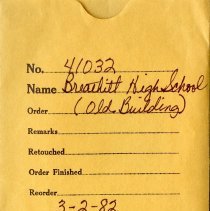 No. 41032
Name Breathitt High School
Order (Old Building)
Remarks
Retouched
Order Finished
Reorder
3-2-82